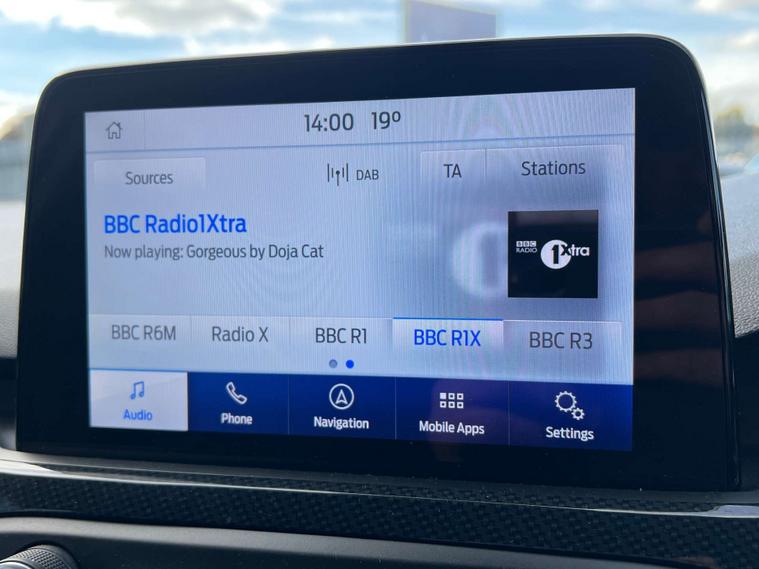 14:00 19º
Sources DAB TA Stations
BBC Radio1Xtra
Now playing: Gorgeous by Doja Cat
BBC RADIO 1Xtra
BBC R6M Radio X BBC R1 BBC R1X BBC R3
Audio Phone Navigation Mobile Apps Settings